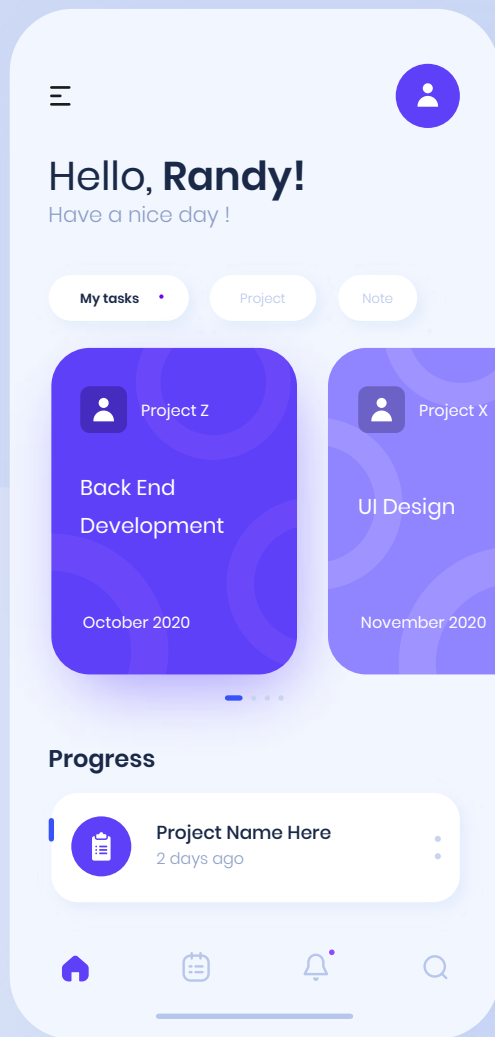 Hello, Randy!
Have a nice day !
My tasks
Project
Note
Project Z
Back End
Development
October 2020
Project X
UI Design
November 2020
Progress
Project Name Here
2 days ago